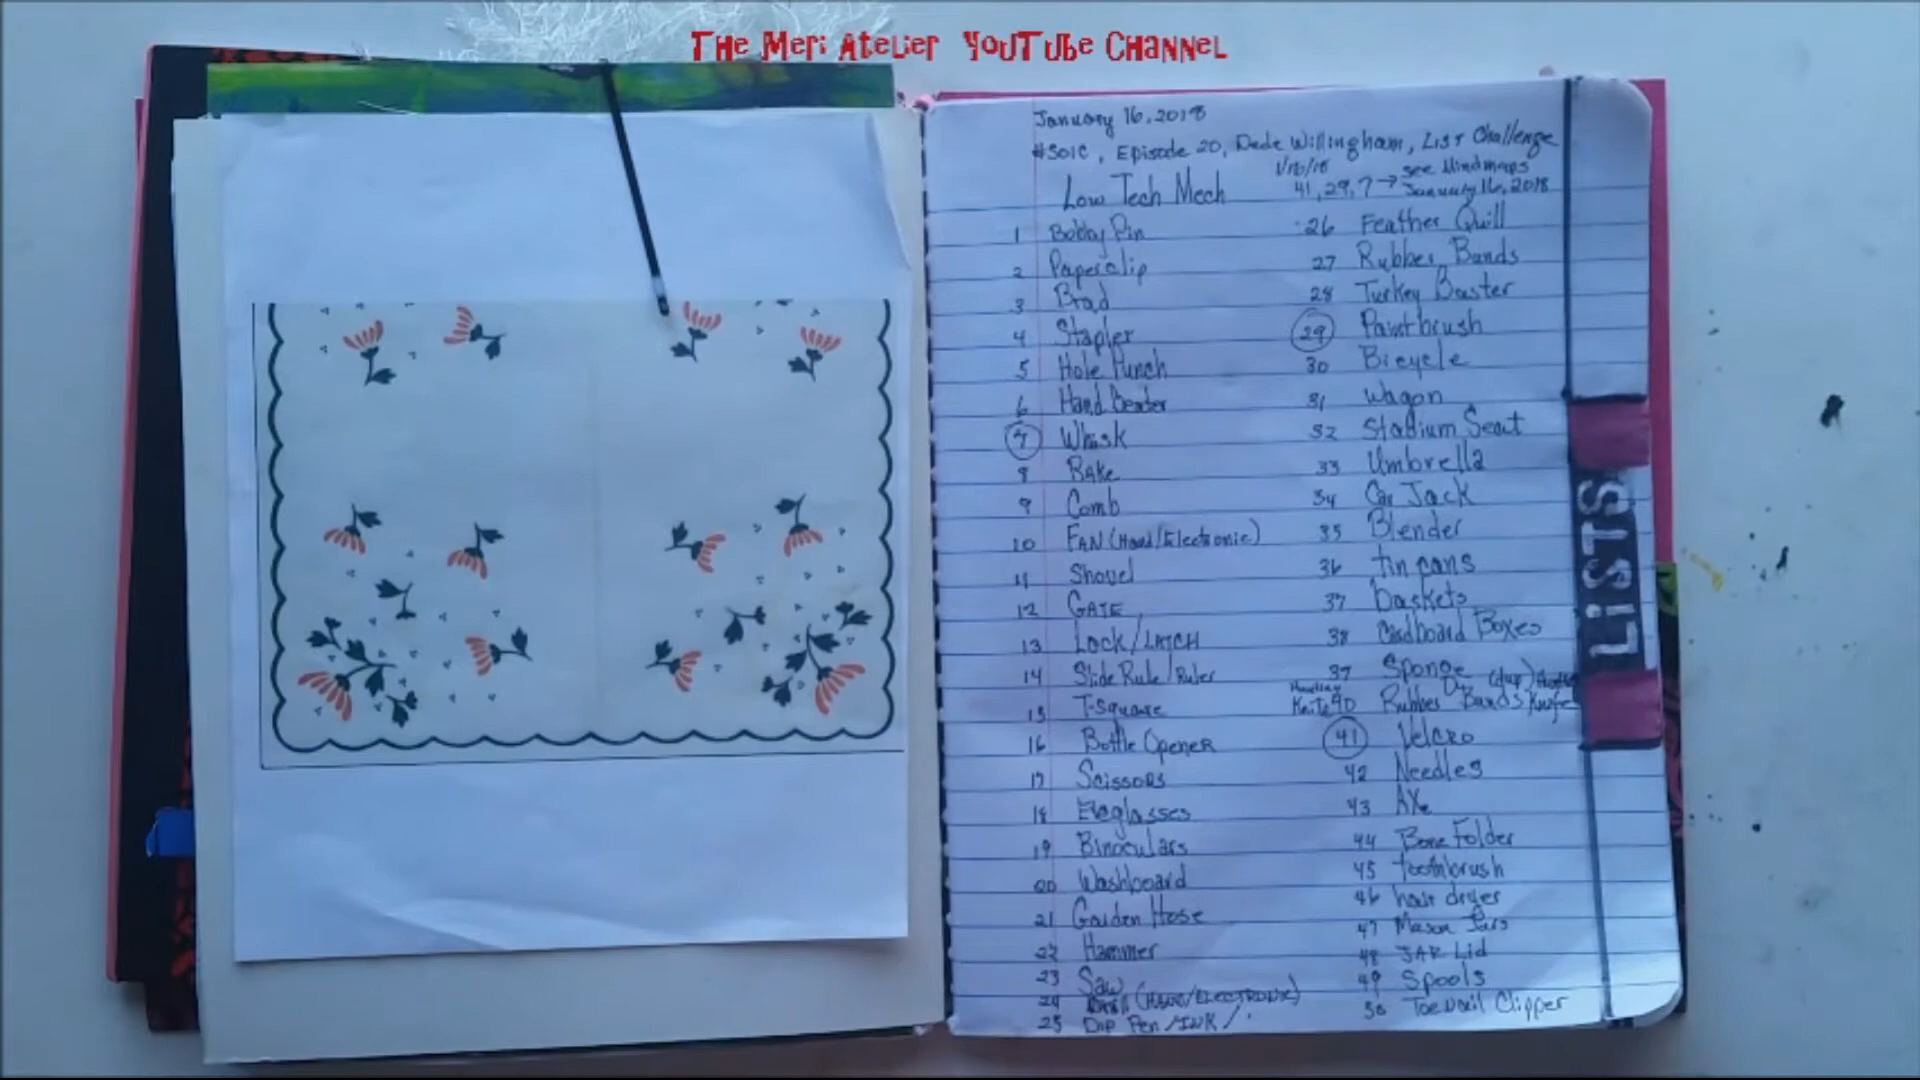 The Meri Atelier YouTube Channel
January 16, 2018
#SOIC, Episode 20, Dede Willingham, List Challenge
Low Tech Mech
1/16/18
41, 29, 7 → see Mindmaps
January 16, 2018
1 Bobby Pin
2 Paperclip
3 Brad
4 Stapler
5 Hole Punch
6 Hand Beater
7 Whisk
8 Rake
9 Comb
10 FAN (Hand/Electronic)
11 Shovel
12 GATE
13 Lock/LATCH
14 Slide Rule/Ruler
15 T-Square
16 Bottle OpeneR
17 Scissors
18 Eyeglasses
19 Binoculars
20 Washboard
21 Garden Hose
22 Hammer
23 Saw
24 Drill (HAND/ELECTRONIC)
25 Dip Pen/INK/
26 Feather Quill
27 Rubber Bands
28 Turkey Baster
29 Paintbrush
30 Bicycle
31 Wagon
32 Stadium Seat
33 Umbrella
34 Car Jack
35 Blender
36 tin cans
37 baskets
38 Cardboard Boxes
39 Sponge
40 Rubber Bands (dup) Knife
41 Velcro
42 Needles
43 AXe
44 Bone Folder
45 toothbrush
46 hair dryer
47 Mason Jars
48 JAR Lid
49 Spools
50 Toenail Clipper
LiSTS